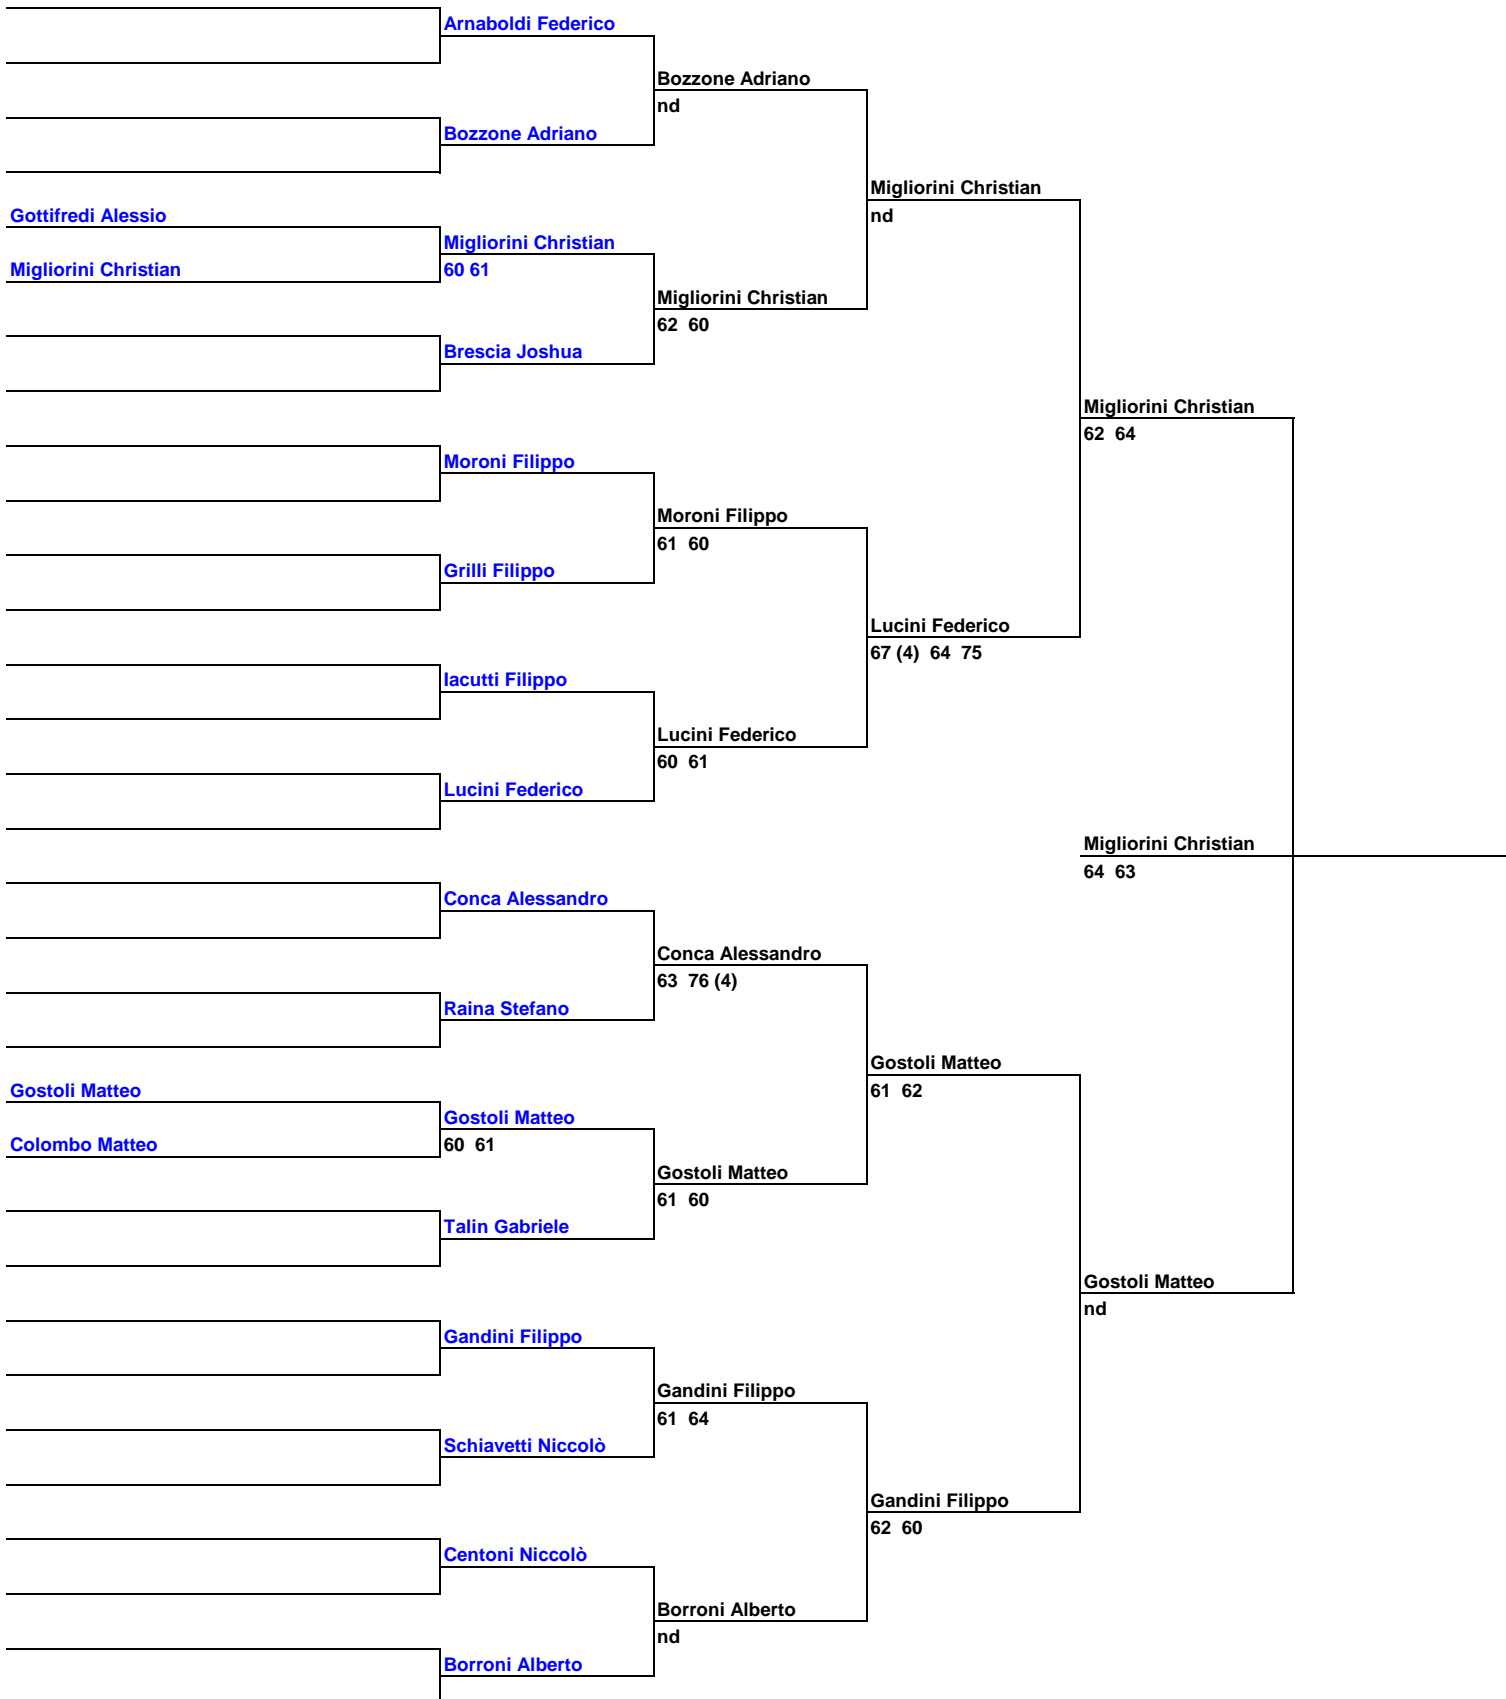 Arnaboldi Federico
Bozzone Adriano
nd
Bozzone Adriano
Migliorini Christian
nd
Gottifredi Alessio
Migliorini Christian
Migliorini Christian
60 61
Migliorini Christian
62 60
Brescia Joshua
Migliorini Christian
62 64
Moroni Filippo
Moroni Filippo
61 60
Grilli Filippo
Lucini Federico
67 (4) 64 75
Iacutti Filippo
Lucini Federico
60 61
Lucini Federico
Migliorini Christian
64 63
Conca Alessandro
Conca Alessandro
63 76 (4)
Raina Stefano
Gostoli Matteo
61 62
Gostoli Matteo
Gostoli Matteo
Colombo Matteo
60 61
Gostoli Matteo
61 60
Talin Gabriele
Gostoli Matteo
nd
Gandini Filippo
Gandini Filippo
61 64
Schiavetti Niccolò
Gandini Filippo
62 60
Centoni Niccolò
Borroni Alberto
nd
Borroni Alberto